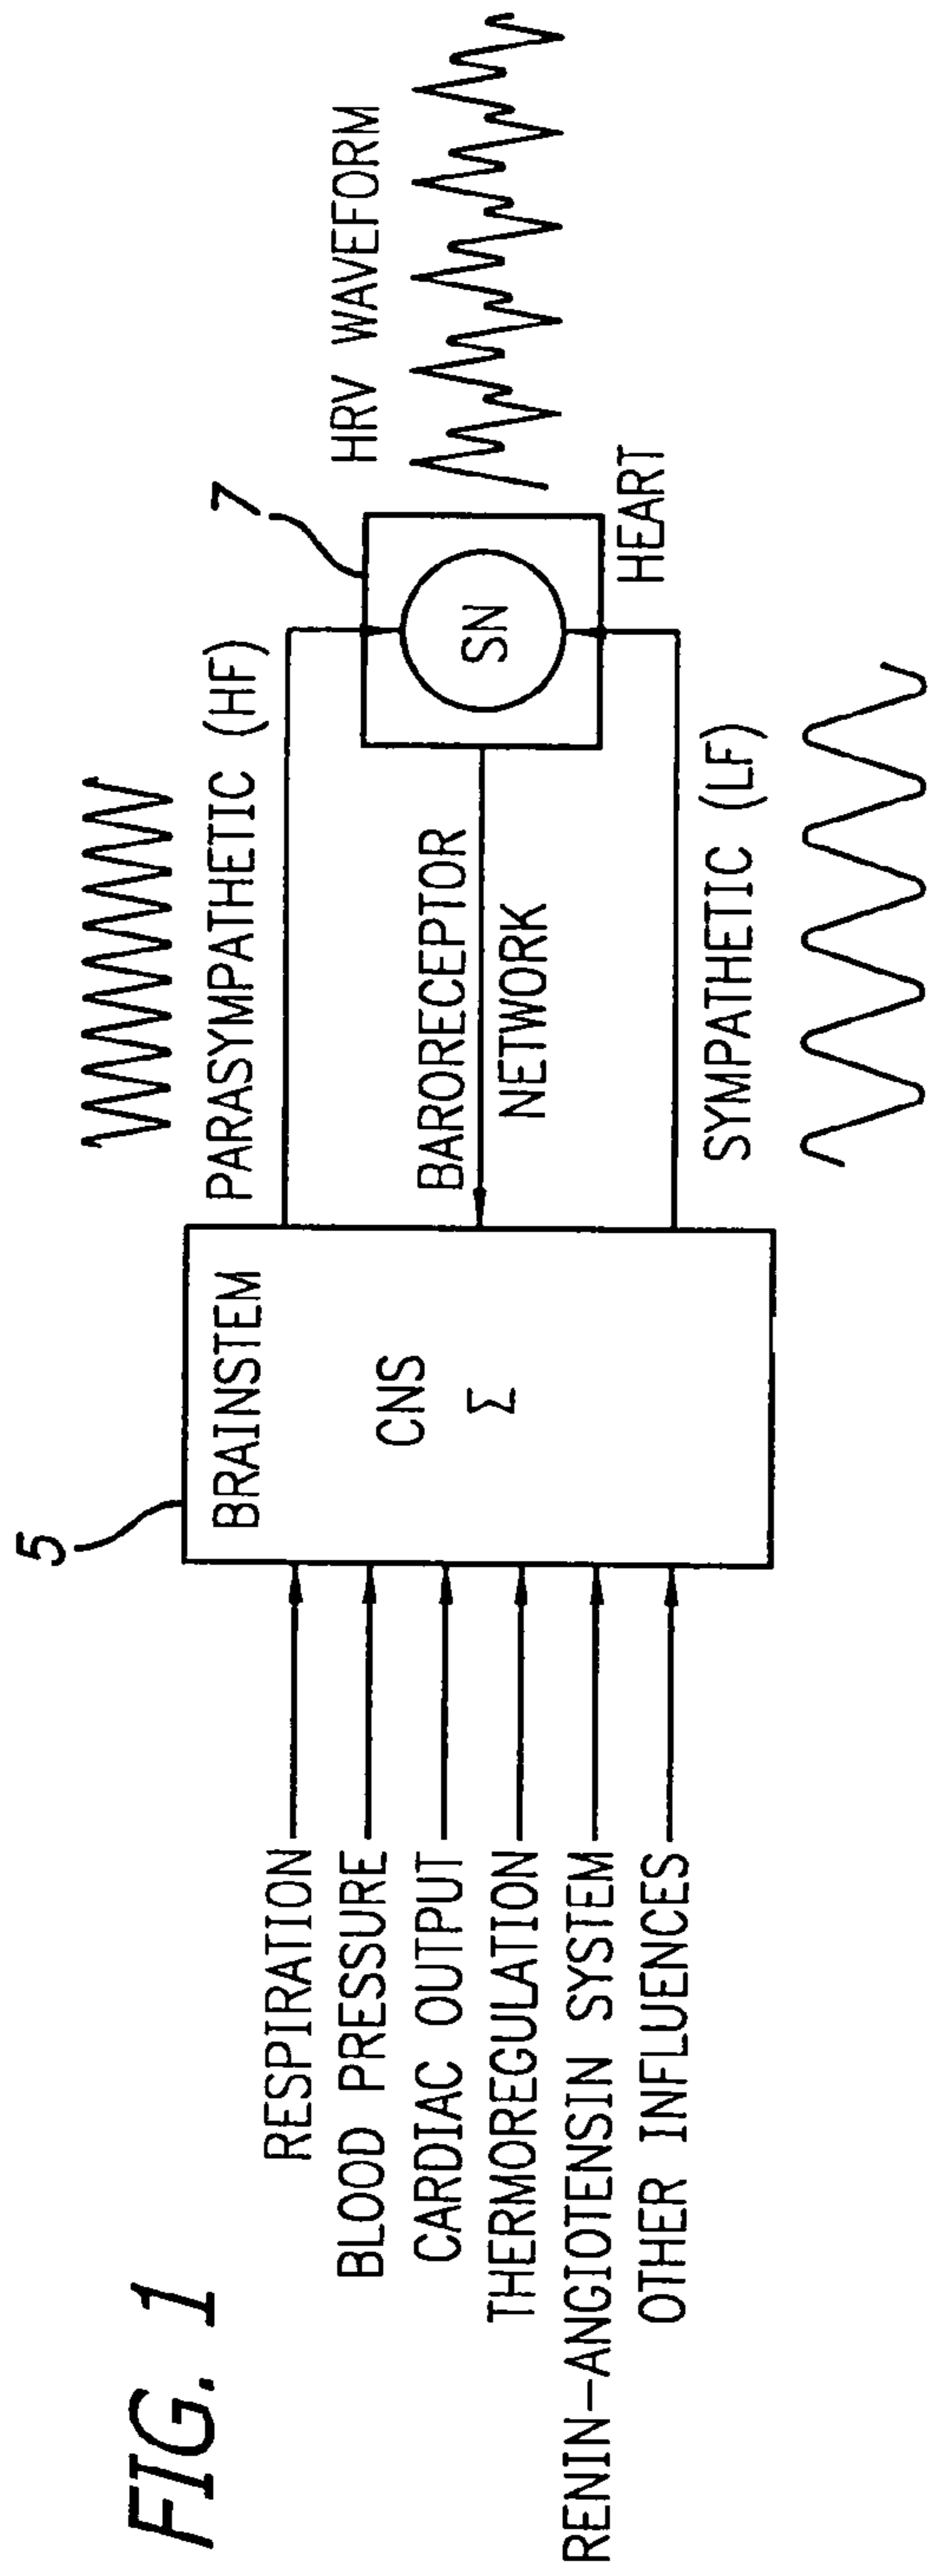 FIG. 1
RESPIRATION
BLOOD PRESSURE
CARDIAC OUTPUT
THERMOREGULATION
RENIN-ANGIOTENSIN SYSTEM
OTHER INFLUENCES
5
BRAINSTEM
CNS
Σ
PARASYMPATHETIC (HF)
BARORECEPTOR
NETWORK
SYMPATHETIC (LF)
7
SN
HEART
HRV WAVEFORM